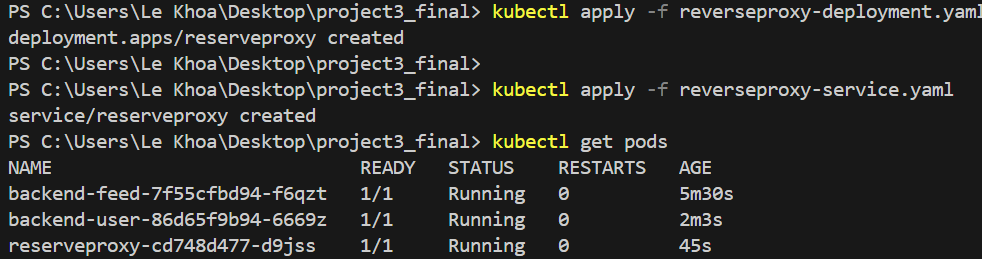 PS C:\Users\Le Khoa\Desktop\project3_final> kubectl apply -f reverseproxy-deployment.yaml
deployment.apps/reserveproxy created
PS C:\Users\Le Khoa\Desktop\project3_final>
PS C:\Users\Le Khoa\Desktop\project3_final> kubectl apply -f reverseproxy-service.yaml
service/reserveproxy created
PS C:\Users\Le Khoa\Desktop\project3_final> kubectl get pods
NAME READY STATUS RESTARTS AGE
backend-feed-7f55cfbd94-f6qzt 1/1 Running 0 5m30s
backend-user-86d65f9b94-6669z 1/1 Running 0 2m3s
reserveproxy-cd748d477-d9jss 1/1 Running 0 45s